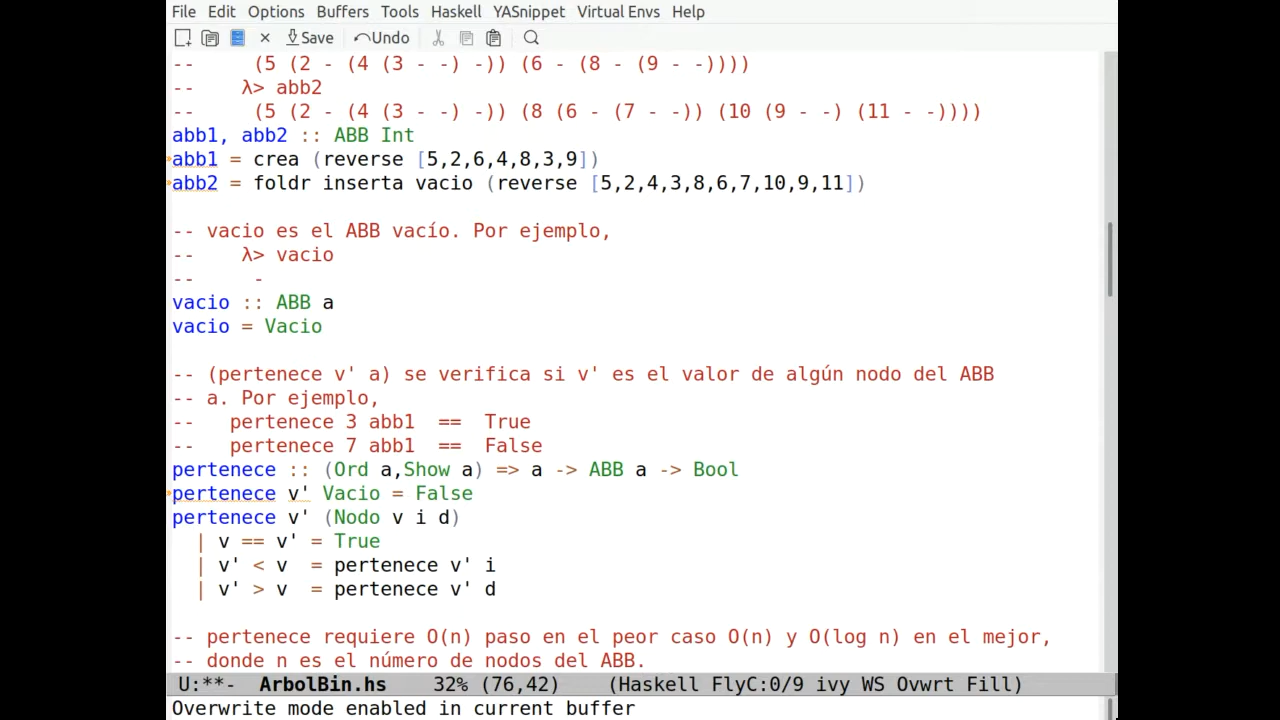 File Edit Options Buffers Tools Haskell YASnippet Virtual Envs Help
Save Undo
--     (5 (2 - (4 (3 - -) -)) (6 - (8 - (9 - -))))
--    λ> abb2
--     (5 (2 - (4 (3 - -) -)) (8 (6 - (7 - -)) (10 (9 - -) (11 - -))))
abb1, abb2 :: ABB Int
abb1 = crea (reverse [5,2,6,4,8,3,9])
abb2 = foldr inserta vacio (reverse [5,2,4,3,8,6,7,10,9,11])
-- vacio es el ABB vacío. Por ejemplo,
--    λ> vacio
--     -
vacio :: ABB a
vacio = Vacio
-- (pertenece v' a) se verifica si v' es el valor de algún nodo del ABB
-- a. Por ejemplo,
--   pertenece 3 abb1  ==  True
--   pertenece 7 abb1  ==  False
pertenece :: (Ord a,Show a) => a -> ABB a -> Bool
pertenece v' Vacio = False
pertenece v' (Nodo v i d)
  | v == v' = True
  | v' < v  = pertenece v' i
  | v' > v  = pertenece v' d
-- pertenece requiere O(n) paso en el peor caso O(n) y O(log n) en el mejor,
-- donde n es el número de nodos del ABB.
U:**-  ArbolBin.hs    32% (76,42)    (Haskell FlyC:0/9 ivy WS Ovwrt Fill)
Overwrite mode enabled in current buffer